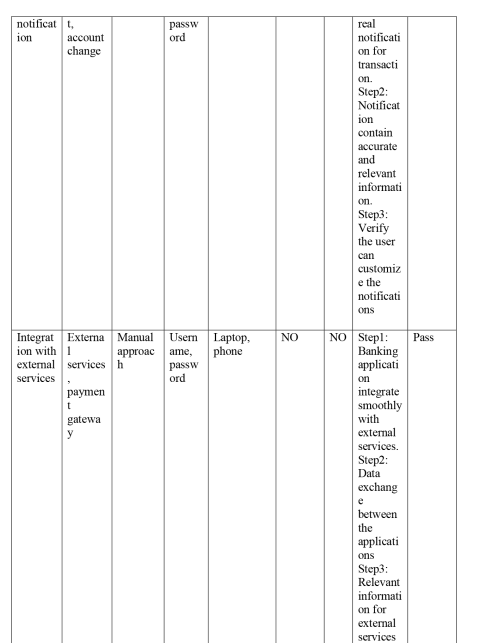 notificat
ion
t,
account
change
passw
ord
real
notificati
on for
transacti
on.
Step2:
Notificat
ion
contain
accurate
and
relevant
informati
on.
Step3:
Verify
the user
can
customiz
e the
notificati
ons
Integrat
ion with
external
services
Externa
l
services
,
paymen
t
gatewa
y
Manual
approac
h
Usern
ame,
passw
ord
Laptop,
phone
NO
NO
Step1:
Banking
applicati
on
integrate
smoothly
with
external
services.
Step2:
Data
exchang
e
between
the
applicati
ons
Step3:
Relevant
informati
on for
external
services
Pass